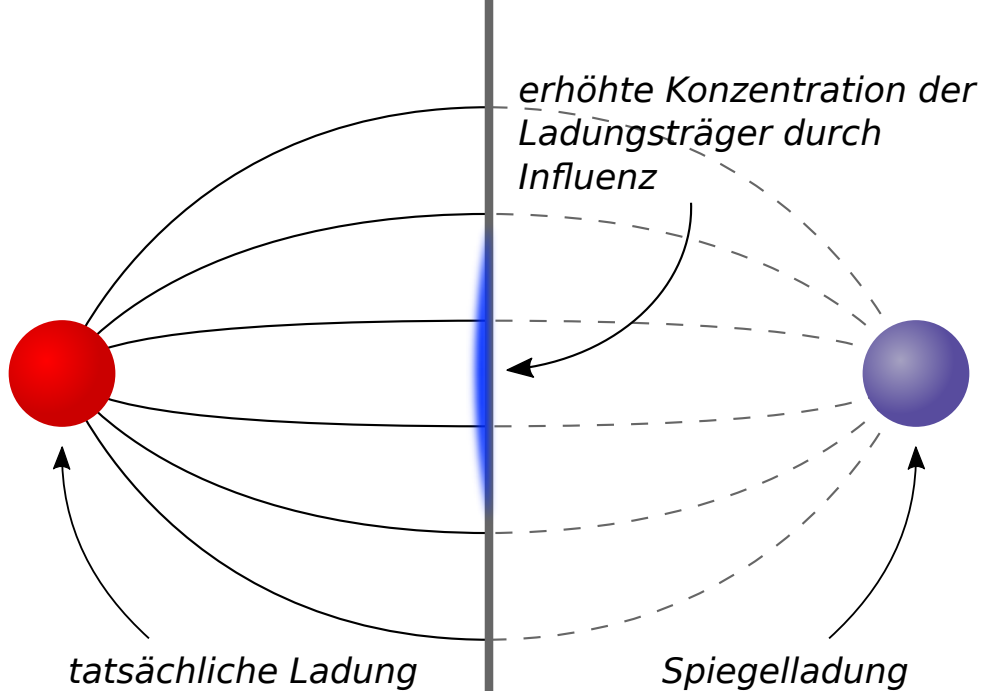 erhöhte Konzentration der
Ladungsträger durch
Influenz
tatsächliche Ladung
Spiegelladung